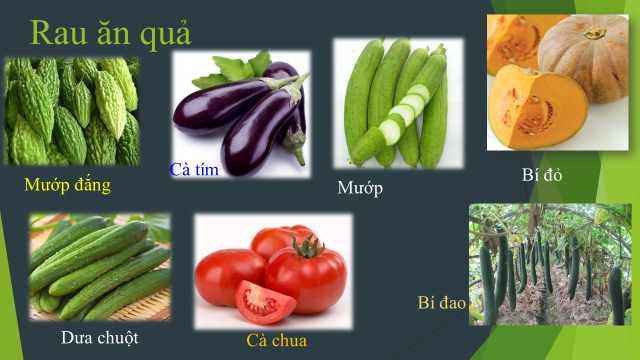 Rau ăn quả
Mướp đắng
Cà tím
Mướp
Bí đỏ
Dưa chuột
Cà chua
Bí đao